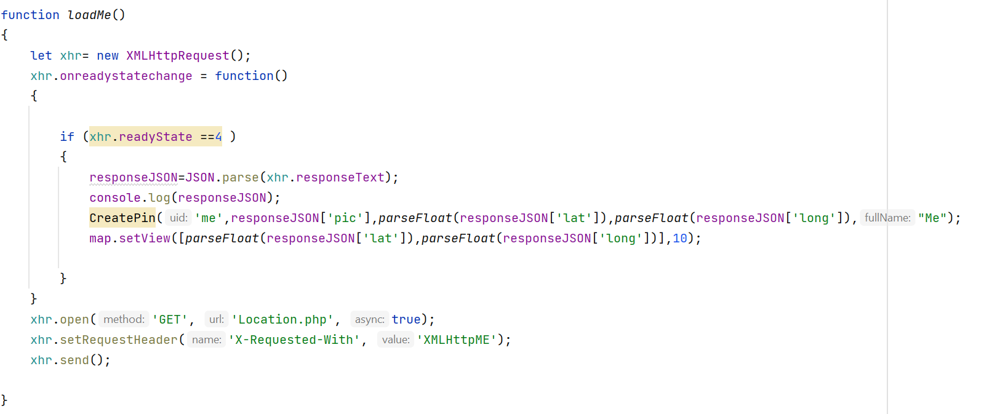 function loadMe()
{
    let xhr= new XMLHttpRequest();
    xhr.onreadystatechange = function()
    {
        if (xhr.readyState ==4 )
        {
            responseJSON=JSON.parse(xhr.responseText);
            console.log(responseJSON);
            CreatePin( uid: 'me',responseJSON['pic'],parseFloat(responseJSON['lat']),parseFloat(responseJSON['long']), fullName: "Me");
            map.setView([parseFloat(responseJSON['lat']),parseFloat(responseJSON['long'])],10);
        }
    }
    xhr.open( method: 'GET', url: 'Location.php', async: true);
    xhr.setRequestHeader( name: 'X-Requested-With', value: 'XMLHttpME');
    xhr.send();
}